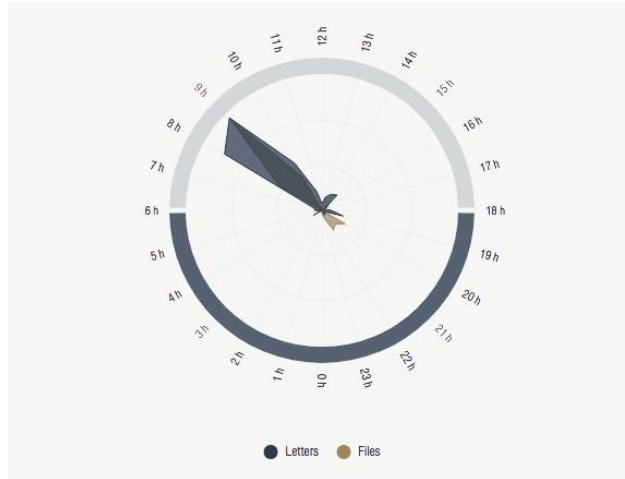 12 h
13 h
14 h
15 h
16 h
17 h
18 h
19 h
20 h
21 h
22 h
23 h
0 h
1 h
2 h
3 h
4 h
5 h
6 h
7 h
8 h
9 h
10 h
11 h
Letters
Files